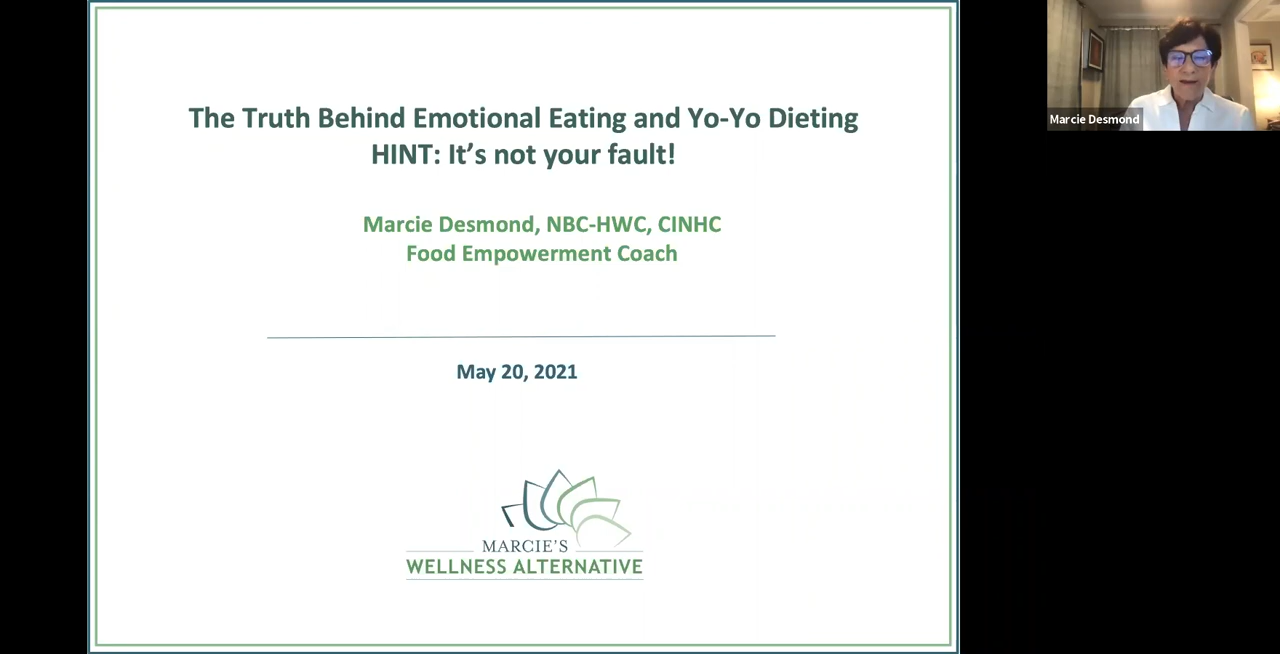 The Truth Behind Emotional Eating and Yo-Yo Dieting
HINT: It's not your fault!
Marcie Desmond, NBC-HWC, CINHC
Food Empowerment Coach
May 20, 2021
MARCIE'S
WELLNESS ALTERNATIVE
Marcie Desmond